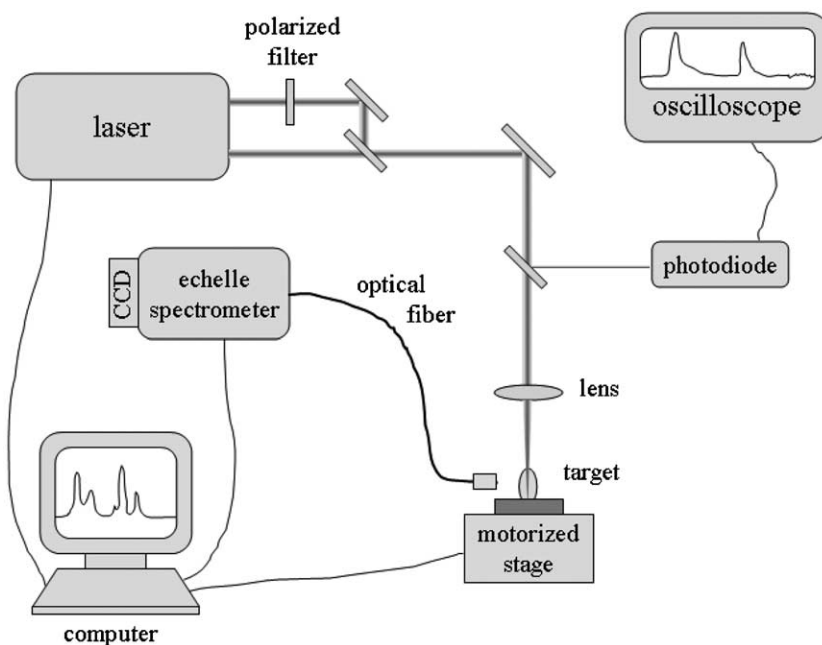 polarized
filter
laser
oscilloscope
photodiode
CCD
echelle
spectrometer
optical
fiber
lens
target
motorized
stage
computer